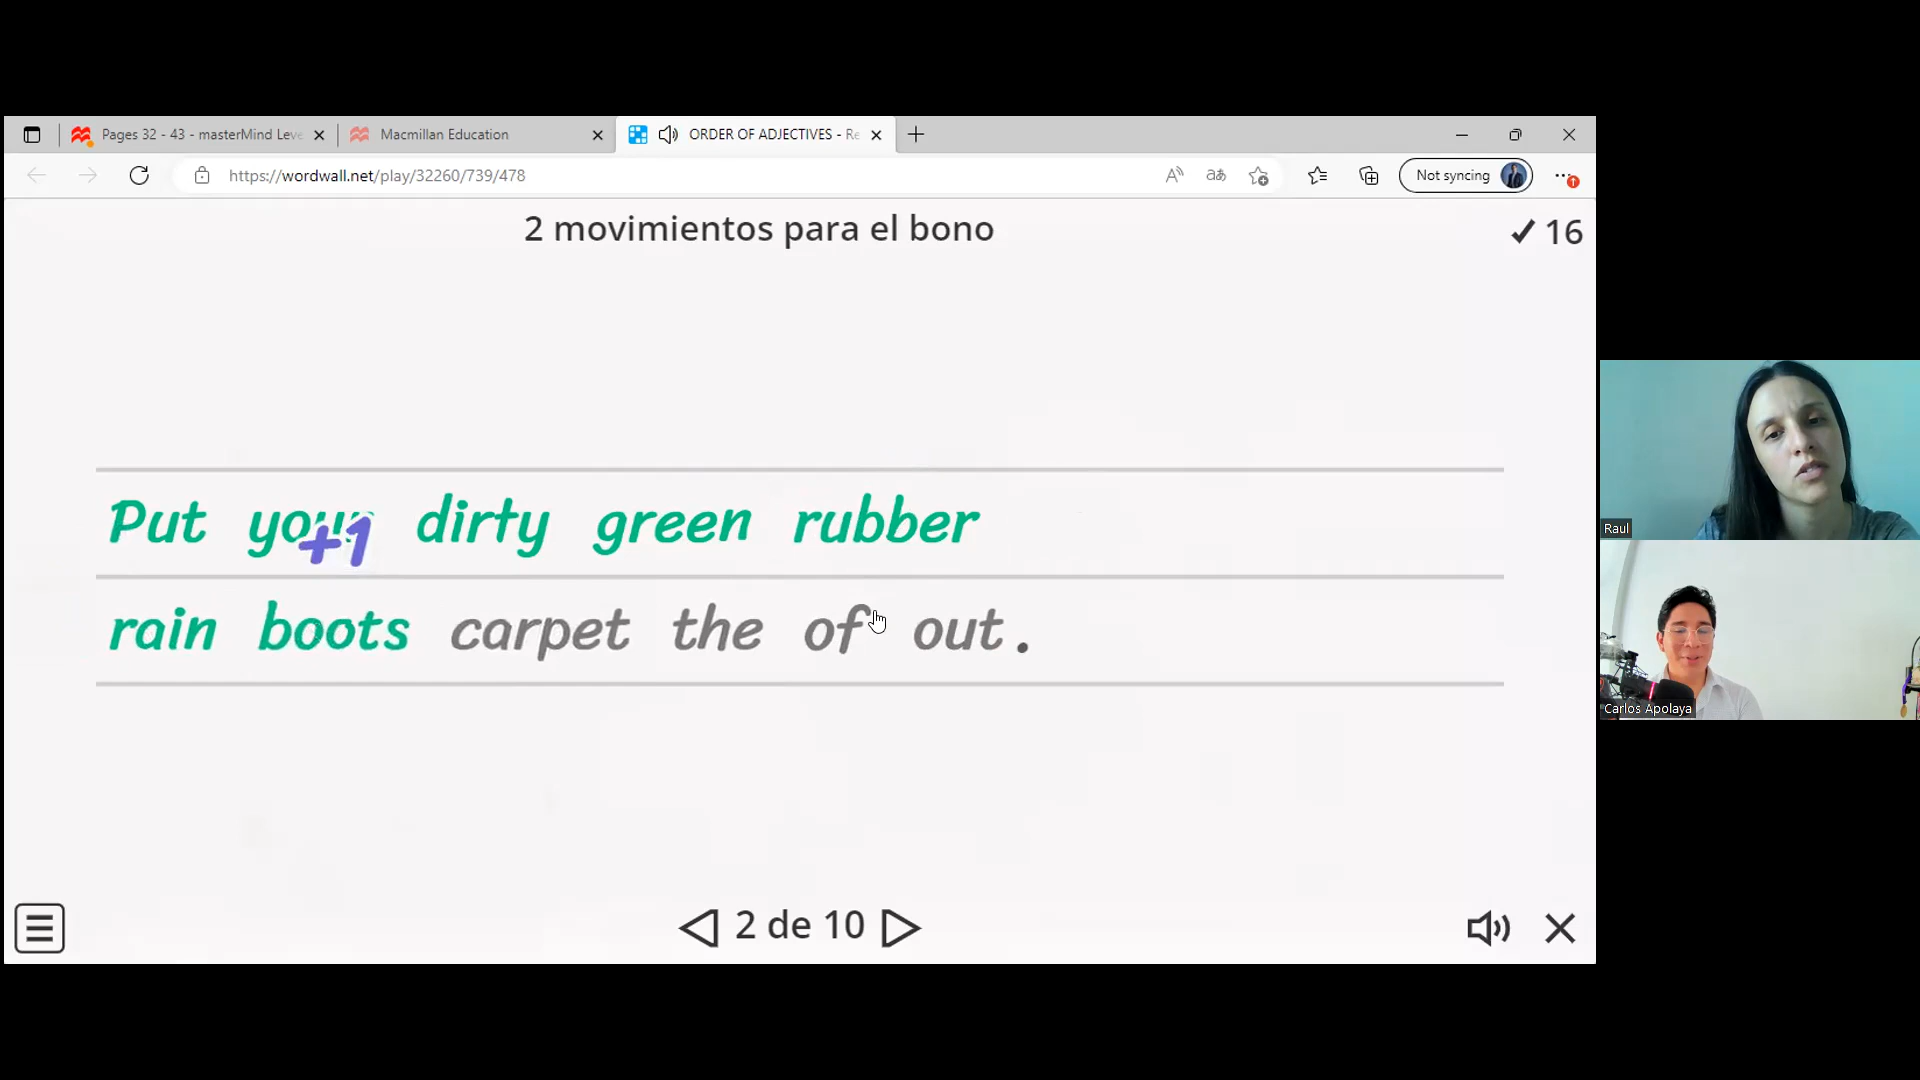 Pages 32 - 43 - masterMind Leve
Macmillan Education
ORDER OF ADJECTIVES - Re
https://wordwall.net/play/32260/739/478
Not syncing
2 movimientos para el bono
16
Put your dirty green rubber
+1
rain boots carpet the of out.
2 de 10
Raul
Carlos Apolaya